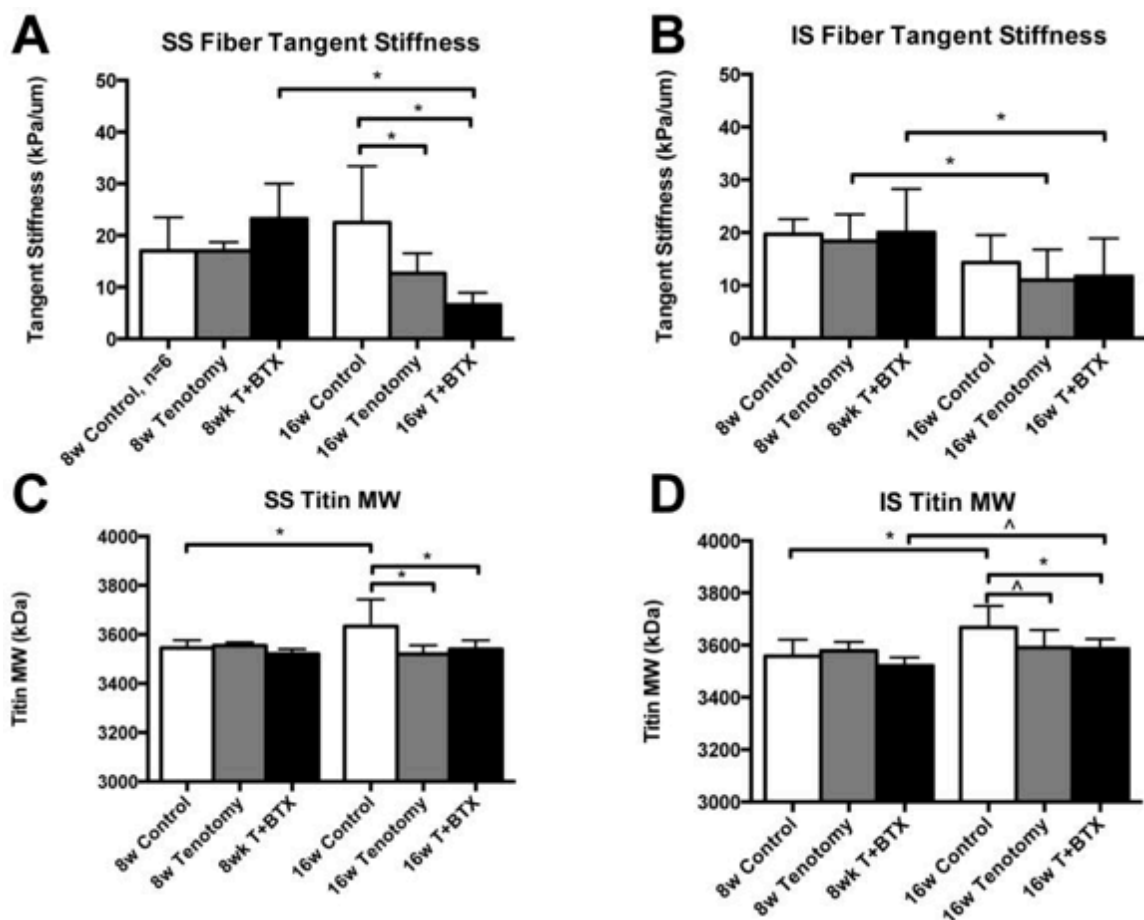 A
SS Fiber Tangent Stiffness
Tangent Stiffness (kPa/um)
50
40
30
20
10
0
*
*
*
8w Control, n=6
8w Tenotomy
8wk T+BTX
16w Control
16w Tenotomy
16w T+BTX
B
IS Fiber Tangent Stiffness
Tangent Stiffness (kPa/um)
50
40
30
20
10
0
*
*
8w Control
8w Tenotomy
8wk T+BTX
16w Control
16w Tenotomy
16w T+BTX
C
SS Titin MW
Titin MW (kDa)
4000
3800
3600
3400
3200
3000
*
*
*
8w Control
8w Tenotomy
8wk T+BTX
16w Control
16w Tenotomy
16w T+BTX
D
IS Titin MW
Titin MW (kDa)
4000
3800
3600
3400
3200
3000
^
*
*
^
8w Control
8w Tenotomy
8wk T+BTX
16w Control
16w Tenotomy
16w T+BTX